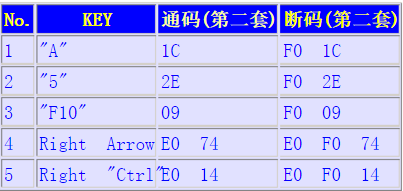 No. KEY 通码(第二套) 断码(第二套)
1 "A" 1C F0 1C
2 "5" 2E F0 2E
3 "F10" 09 F0 09
4 Right Arrow E0 74 E0 F0 74
5 Right "Ctrl" E0 14 E0 F0 14